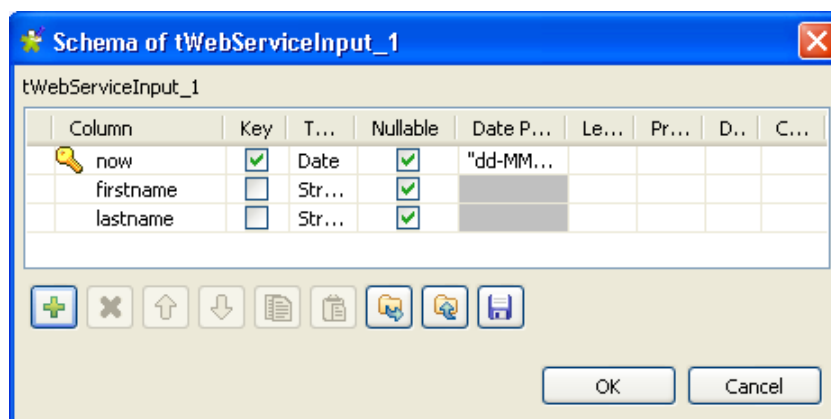 Schema of tWebServiceInput_1
tWebServiceInput_1
Column Key T... Nullable Date P... Le... Pr... D.. C...
now Date "dd-MM...
firstname Str...
lastname Str...
OK Cancel